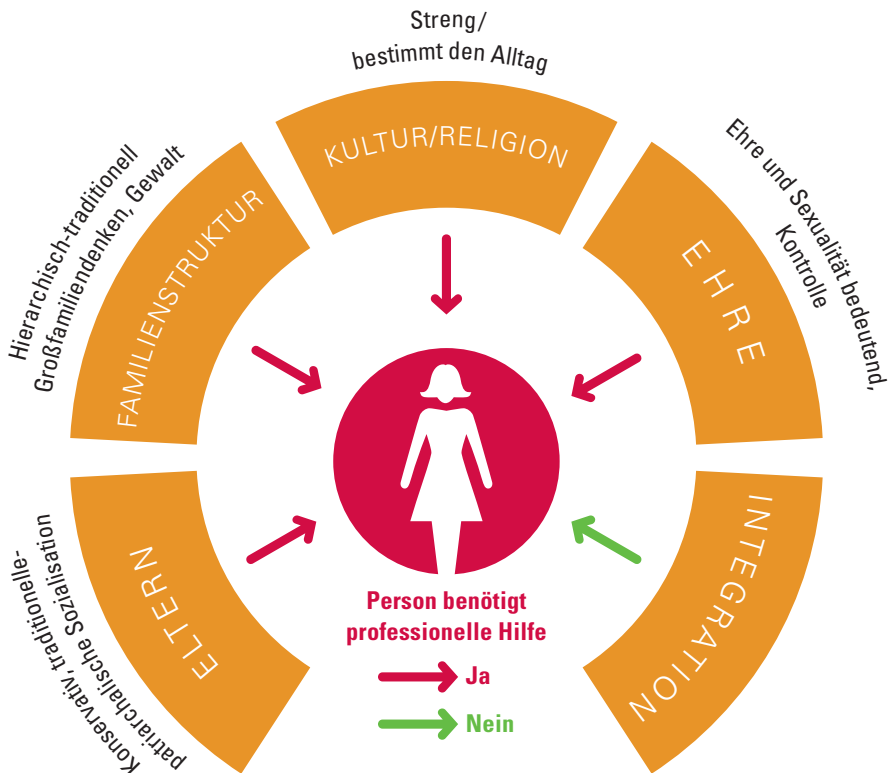 Streng/
bestimmt den Alltag
KULTUR/RELIGION
Hierarchisch-traditionell
Großfamiliendenken, Gewalt
FAMILIENSTRUKTUR
Ehre und Sexualität bedeutend,
Kontrolle
EHRE
Konservativ, traditionelle-
patriarchalische Sozialisation
ELTERN
INTEGRATION
Person benötigt
professionelle Hilfe
Ja
Nein